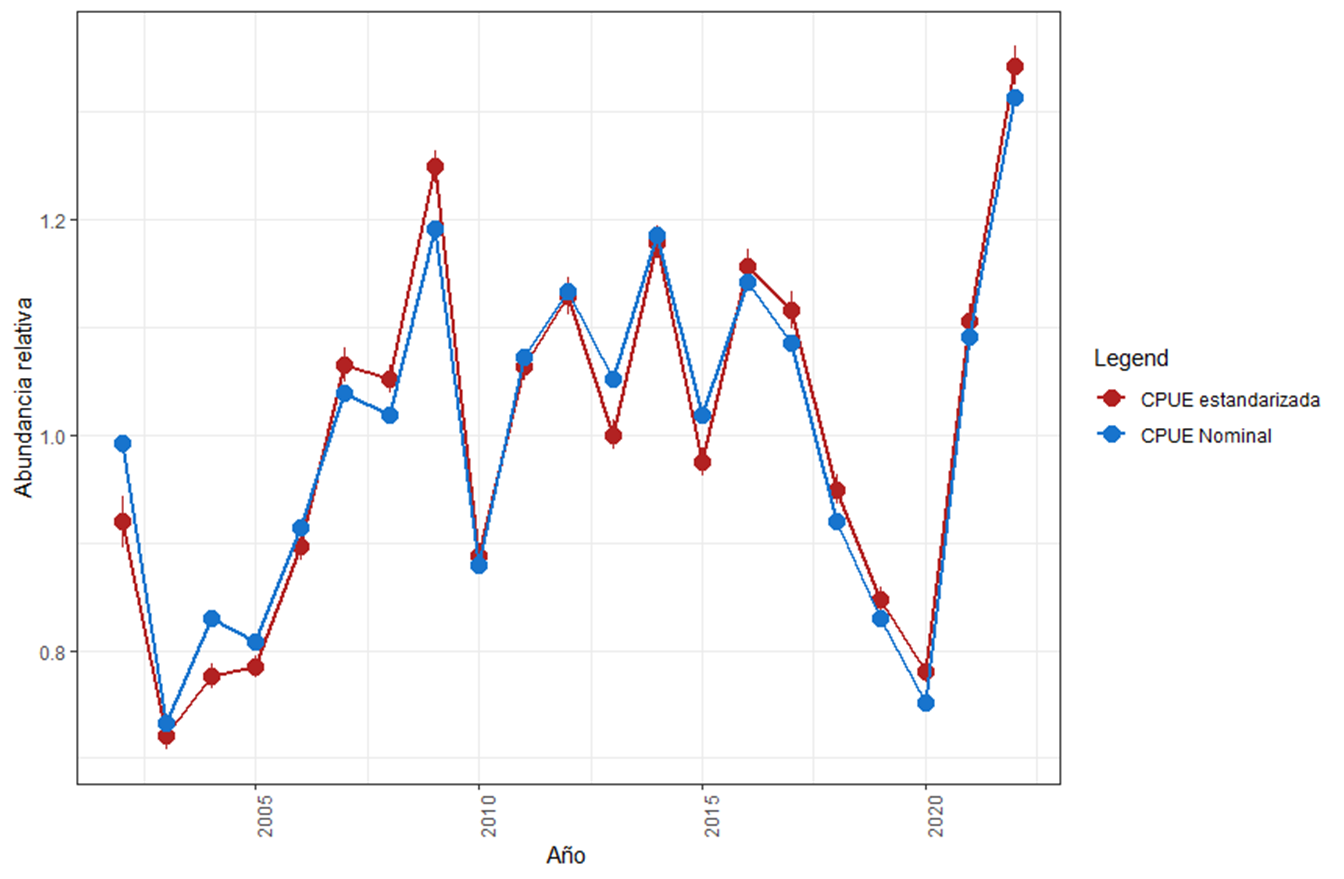 Abundancia relativa
1.2
1.0
0.8
2005
2010
2015
2020
Año
Legend
CPUE estandarizada
CPUE Nominal